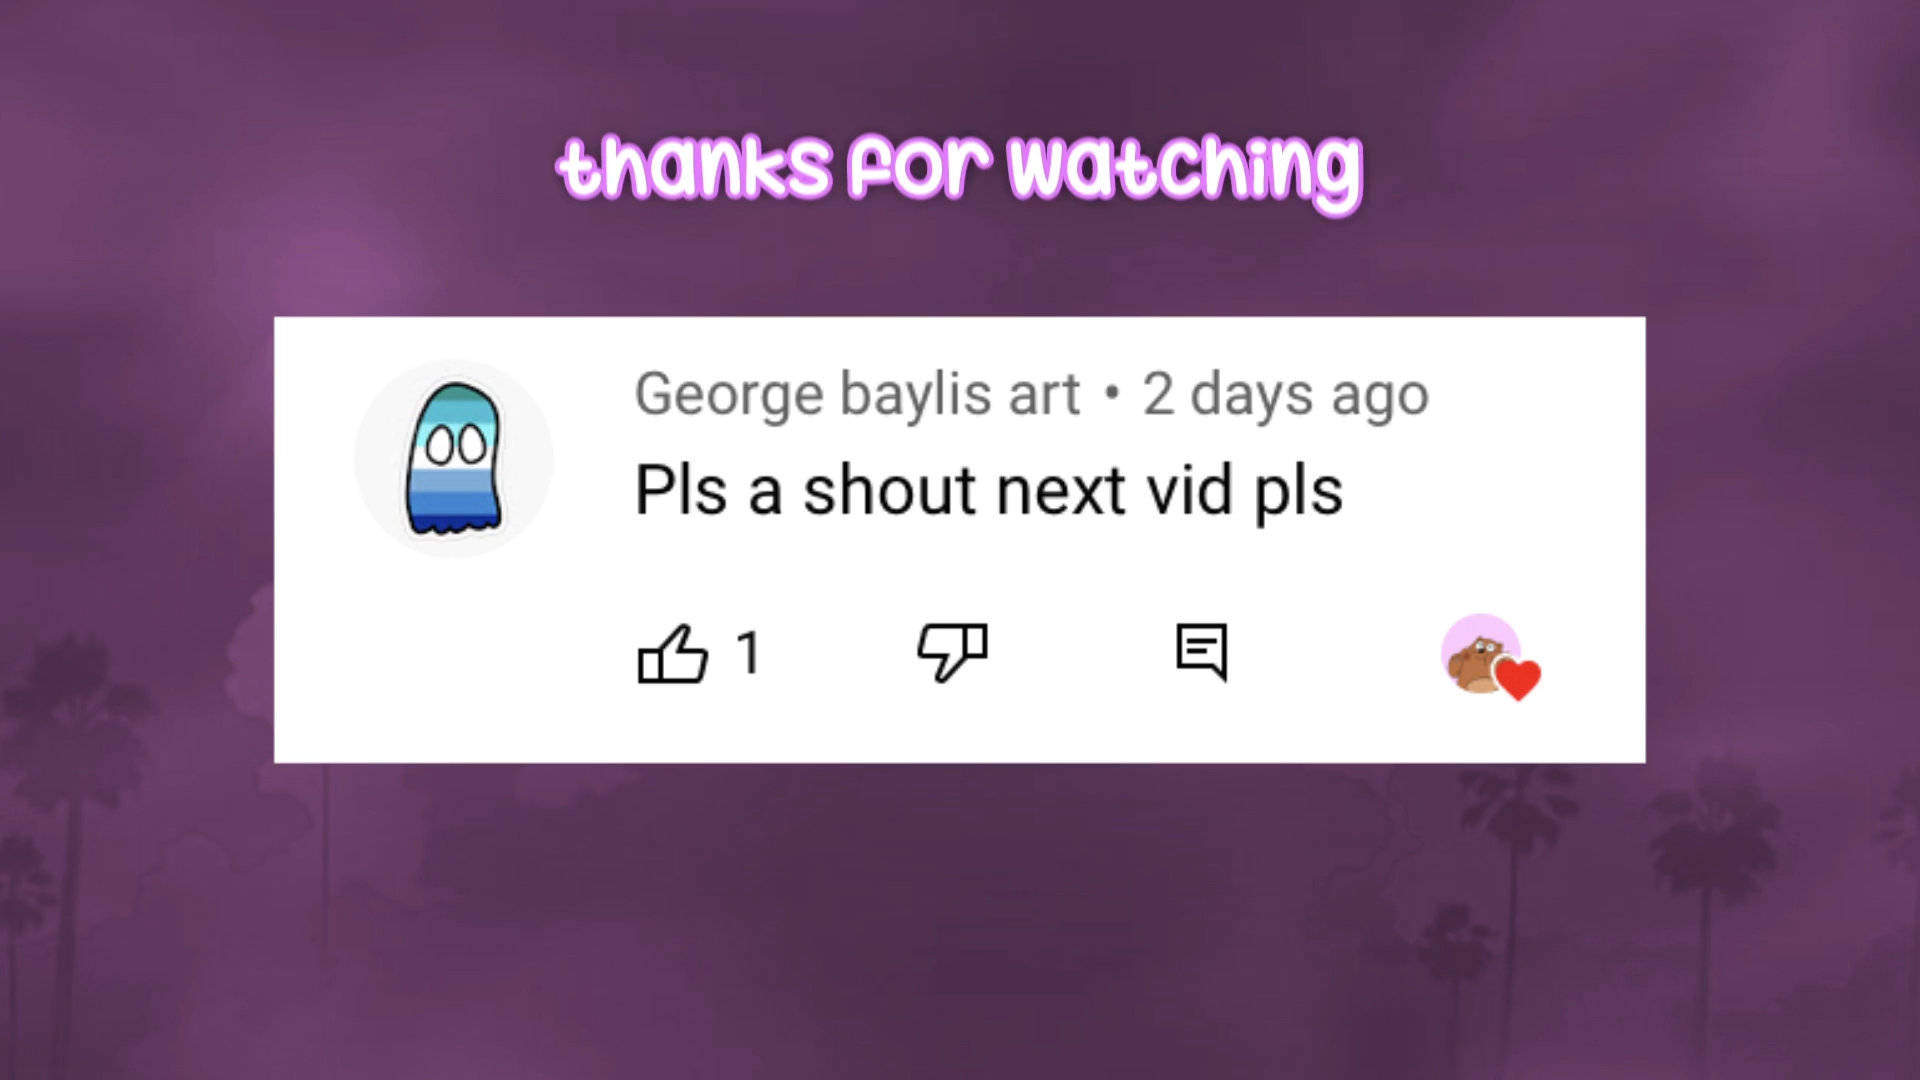 thanks for watching
George baylis art • 2 days ago
Pls a shout next vid pls
1